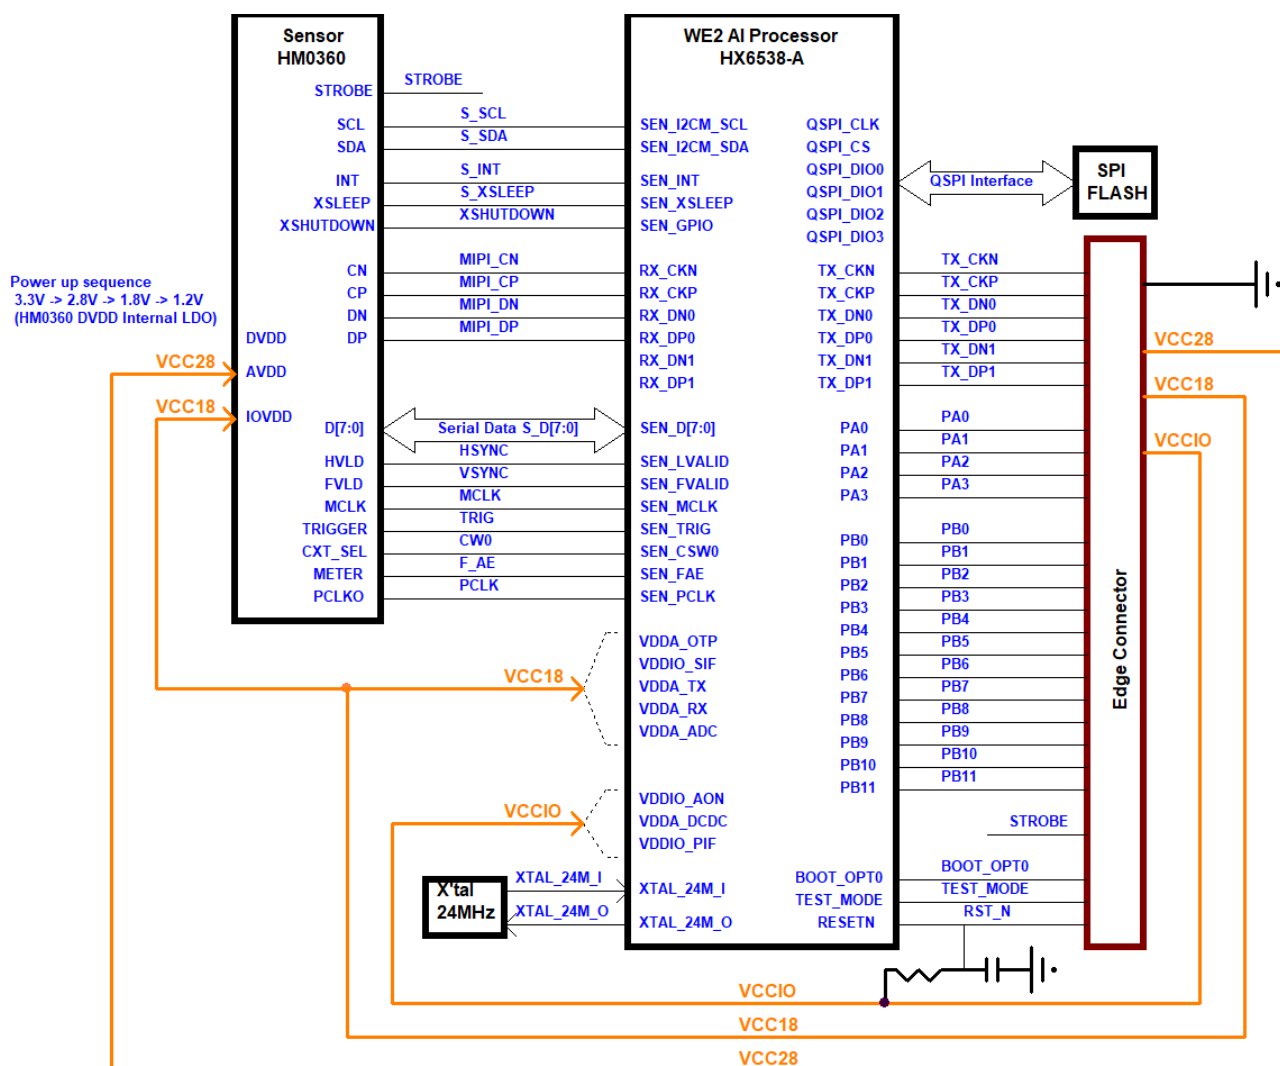 Sensor
HM0360
STROBE
SCL
SDA
INT
XSLEEP
XSHUTDOWN
CN
CP
DN
DP
DVDD
AVDD
IOVDD
D[7:0]
HVLD
FVLD
MCLK
TRIGGER
CXT_SEL
METER
PCLKO
Power up sequence
3.3V -> 2.8V -> 1.8V -> 1.2V
(HM0360 DVDD Internal LDO)
VCC28
VCC18
STROBE
S_SCL
S_SDA
S_INT
S_XSLEEP
XSHUTDOWN
MIPI_CN
MIPI_CP
MIPI_DN
MIPI_DP
Serial Data S_D[7:0]
HSYNC
VSYNC
MCLK
TRIG
CW0
F_AE
PCLK
VCC18
VCCIO
X'tal
24MHz
XTAL_24M_I
XTAL_24M_O
WE2 AI Processor
HX6538-A
SEN_I2CM_SCL
SEN_I2CM_SDA
SEN_INT
SEN_XSLEEP
SEN_GPIO
RX_CKN
RX_CKP
RX_DN0
RX_DP0
RX_DN1
RX_DP1
SEN_D[7:0]
SEN_LVALID
SEN_FVALID
SEN_MCLK
SEN_TRIG
SEN_CSW0
SEN_FAE
SEN_PCLK
VDDA_OTP
VDDIO_SIF
VDDA_TX
VDDA_RX
VDDA_ADC
VDDIO_AON
VDDA_DCDC
VDDIO_PIF
XTAL_24M_I
XTAL_24M_O
QSPI_CLK
QSPI_CS
QSPI_DIO0
QSPI_DIO1
QSPI_DIO2
QSPI_DIO3
TX_CKN
TX_CKP
TX_DN0
TX_DP0
TX_DN1
TX_DP1
PA0
PA1
PA2
PA3
PB0
PB1
PB2
PB3
PB4
PB5
PB6
PB7
PB8
PB9
PB10
PB11
BOOT_OPT0
TEST_MODE
RESETN
QSPI Interface
SPI
FLASH
TX_CKN
TX_CKP
TX_DN0
TX_DP0
TX_DN1
TX_DP1
PA0
PA1
PA2
PA3
PB0
PB1
PB2
PB3
PB4
PB5
PB6
PB7
PB8
PB9
PB10
PB11
STROBE
BOOT_OPT0
TEST_MODE
RST_N
Edge Connector
VCC28
VCC18
VCCIO
VCCIO
VCC18
VCC28